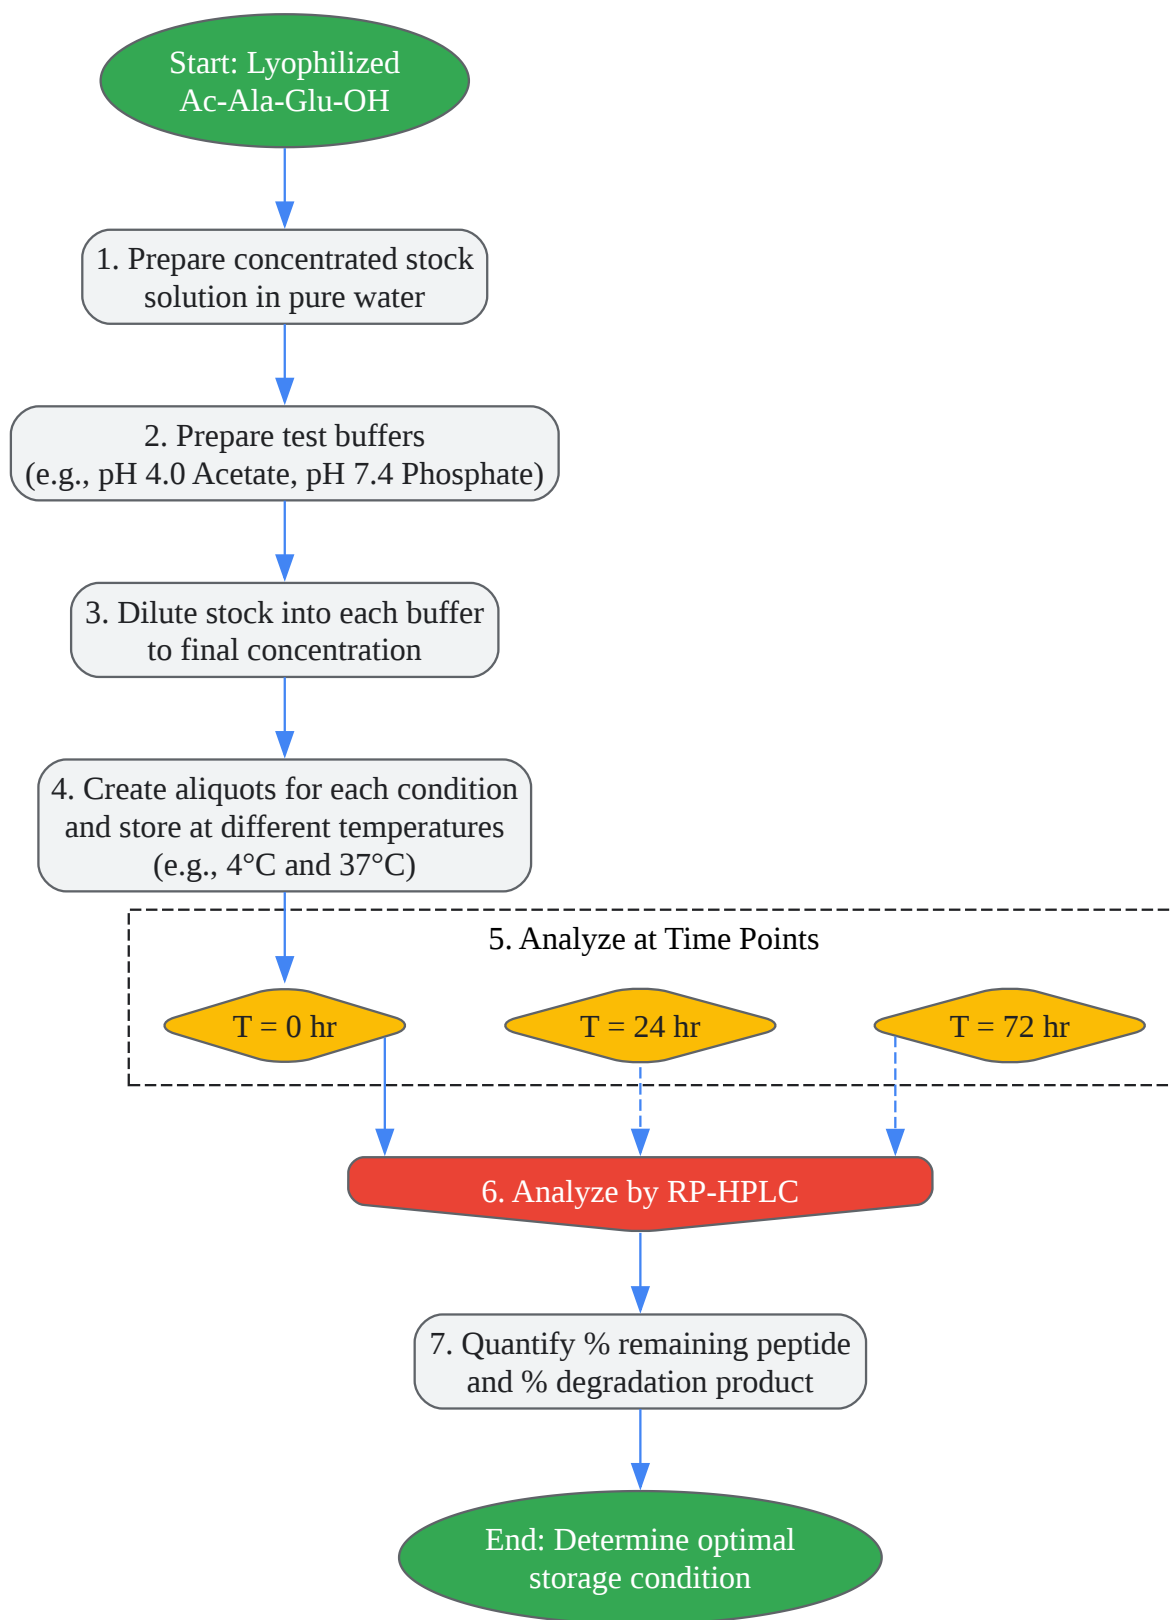 Start: Lyophilized
Ac-Ala-Glu-OH
1. Prepare concentrated stock
solution in pure water
2. Prepare test buffers
(e.g., pH 4.0 Acetate, pH 7.4 Phosphate)
3. Dilute stock into each buffer
to final concentration
4. Create aliquots for each condition
and store at different temperatures
(e.g., 4°C and 37°C)
5. Analyze at Time Points
T = 0 hr
T = 24 hr
T = 72 hr
6. Analyze by RP-HPLC
7. Quantify % remaining peptide
and % degradation product
End: Determine optimal
storage condition